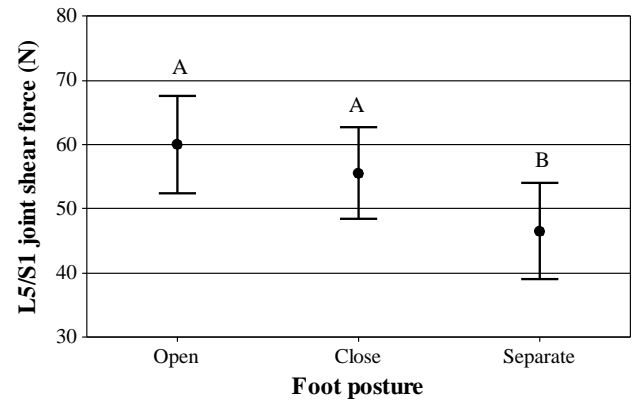 L5/S1 joint shear force (N)
80
70
60
50
40
30
A
A
B
Open Close Separate
Foot posture